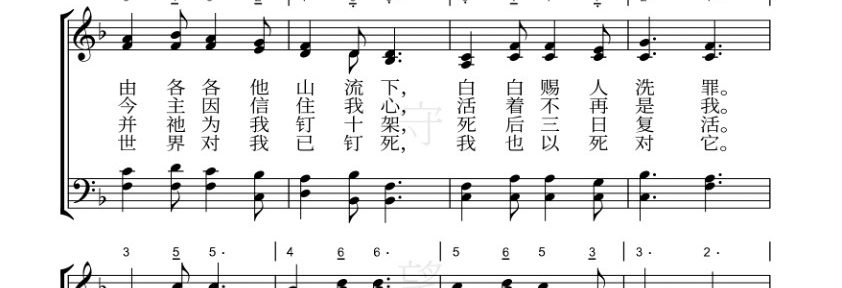 由各各他山流下，白白赐人洗罪。
今主因信住我心，活着不再是我。
并祂为我钉十架，死后三日复活。
世界对我已钉死，我也以死对它。
守
3 5 5· | 4 6 6· | 5 6 5 3 | 3· 2· |
望